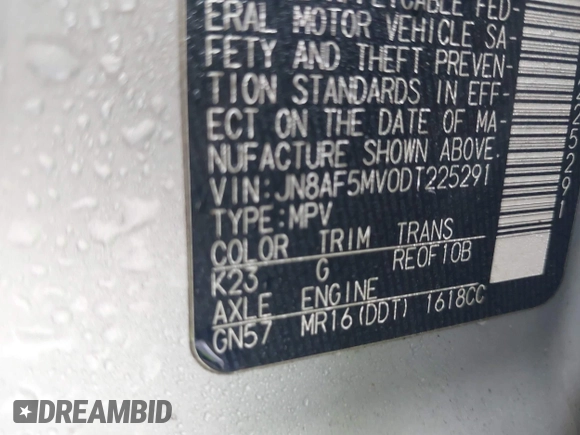 CABLE FED-
ERAL MOTOR VEHICLE SA-
FETY AND THEFT PREVEN-
TION STANDARDS IN EFF-
ECT ON THE DATE OF MA-
NUFACTURE SHOWN ABOVE.
VIN:JN8AF5MV0DT225291
TYPE:MPV
COLOR TRIM TRANS
K23 G RE0F10B
AXLE ENGINE
GN57 MR16(DDT) 1618CC
225291
DREAMBID